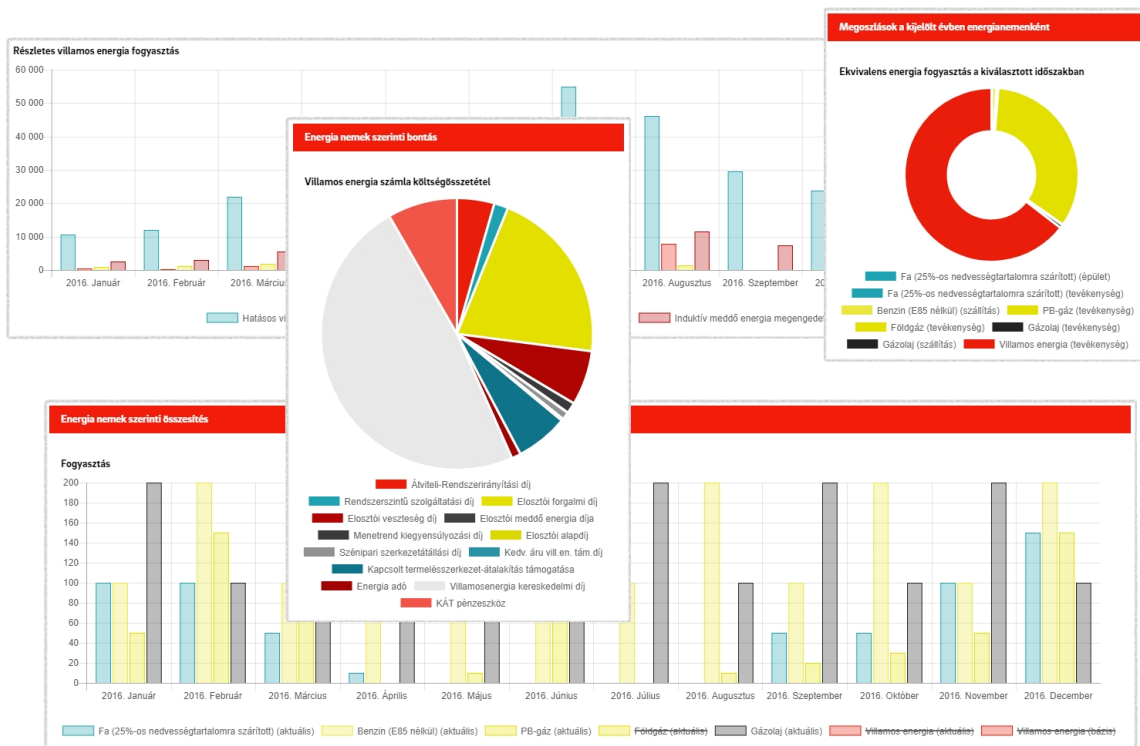 Részletes villamos energia fogyasztás
60 000
50 000
40 000
30 000
20 000
10 000
0
2016. Január
2016. Február
2016. Március
2016. Augusztus
2016. Szeptember
Hatásos
Induktív meddő energia megengedet
Megoszlások a kijelölt évben energianemenként
Ekvivalens energia fogyasztás a kiválasztott időszakban
Fa (25%-os nedvességtartalomra szárított) (épület)
Fa (25%-os nedvességtartalomra szárított) (tevékenység)
Benzin (E85 nélkül) (szállítás) PB-gáz (tevékenység)
Földgáz (tevékenység) Gázolaj (tevékenység)
Gázolaj (szállítás) Villamos energia (tevékenység)
Energia nemek szerinti bontás
Villamos energia számla költségösszetétel
Átviteli-Rendszerirányítási díj
Rendszerszintű szolgáltatási díj Elosztói forgalmi díj
Elosztói veszteség díj Elosztói meddő energia díja
Menetrend kiegyensúlyozási díj Elosztói alapdíj
Szénipari szerkezetátállási díj Kedv. áru vill.en. tám.díj
Kapcsolt termelésszerkezet-átalakítás támogatása
Energia adó Villamosenergia kereskedelmi díj
KÁT pénzeszköz
Energia nemek szerinti összesítés
Fogyasztás
200
180
160
140
120
100
80
60
40
20
0
2016. Január 2016. Február 2016. Március 2016. Április 2016. Május 2016. Június 2016. Július 2016. Augusztus 2016. Szeptember 2016. Október 2016. November 2016. December
Fa (25%-os nedvességtartalomra szárított) (aktuális) Benzin (E85 nélkül) (aktuális) PB-gáz (aktuális) Földgáz (aktuális) Gázolaj (aktuális) Villamos energia (aktuális) Villamos energia (bázis)